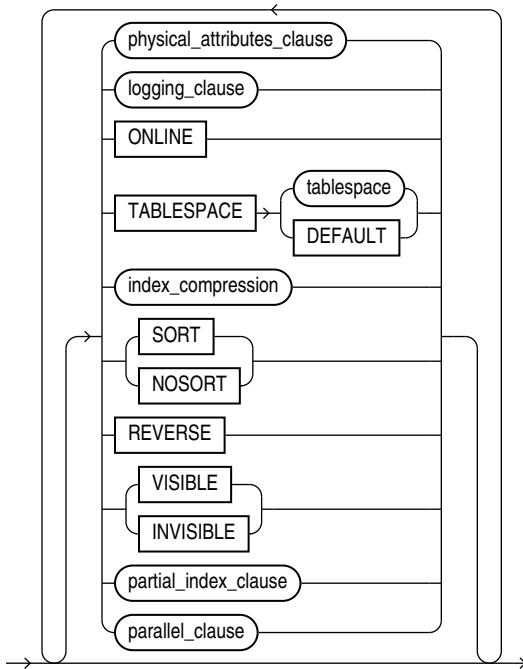 physical_attributes_clause
logging_clause
ONLINE
TABLESPACE
tablespace
DEFAULT
index_compression
SORT
NOSORT
REVERSE
VISIBLE
INVISIBLE
partial_index_clause
parallel_clause